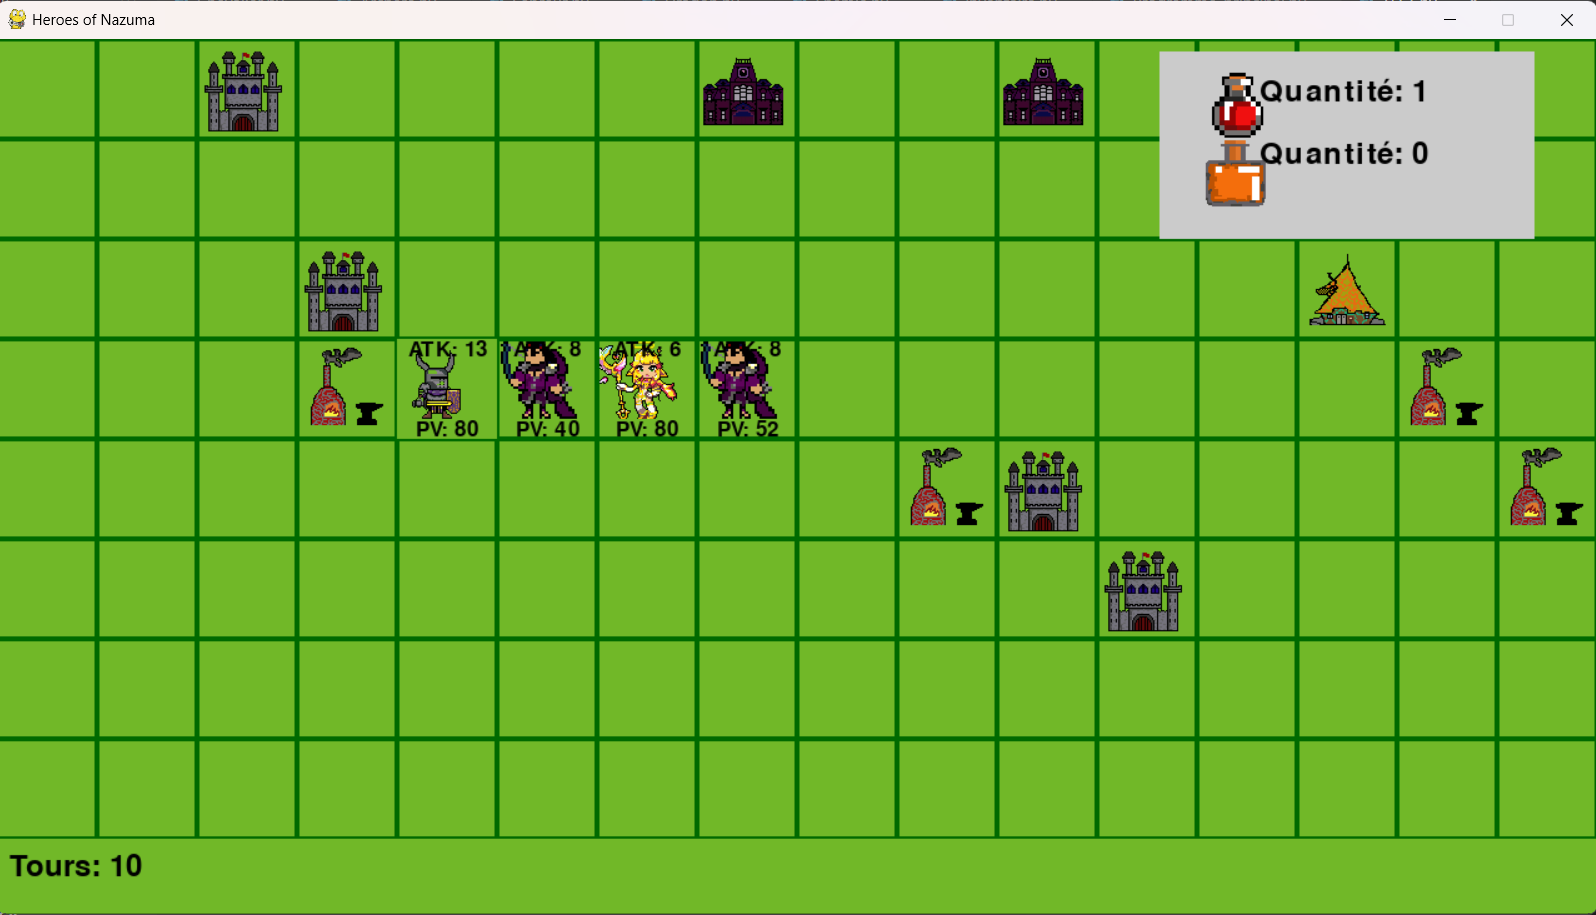 Heroes of Nazuma
Quantité: 1
Quantité: 0
ATK: 13
ATK: 8
ATK: 6
ATK: 8
PV: 80
PV: 40
PV: 80
PV: 52
Tours: 10